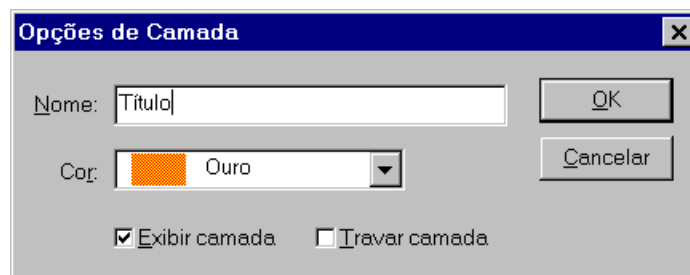 Opções de Camada
Nome: Título OK
Cor: Ouro Cancelar
Exibir camada Travar camada